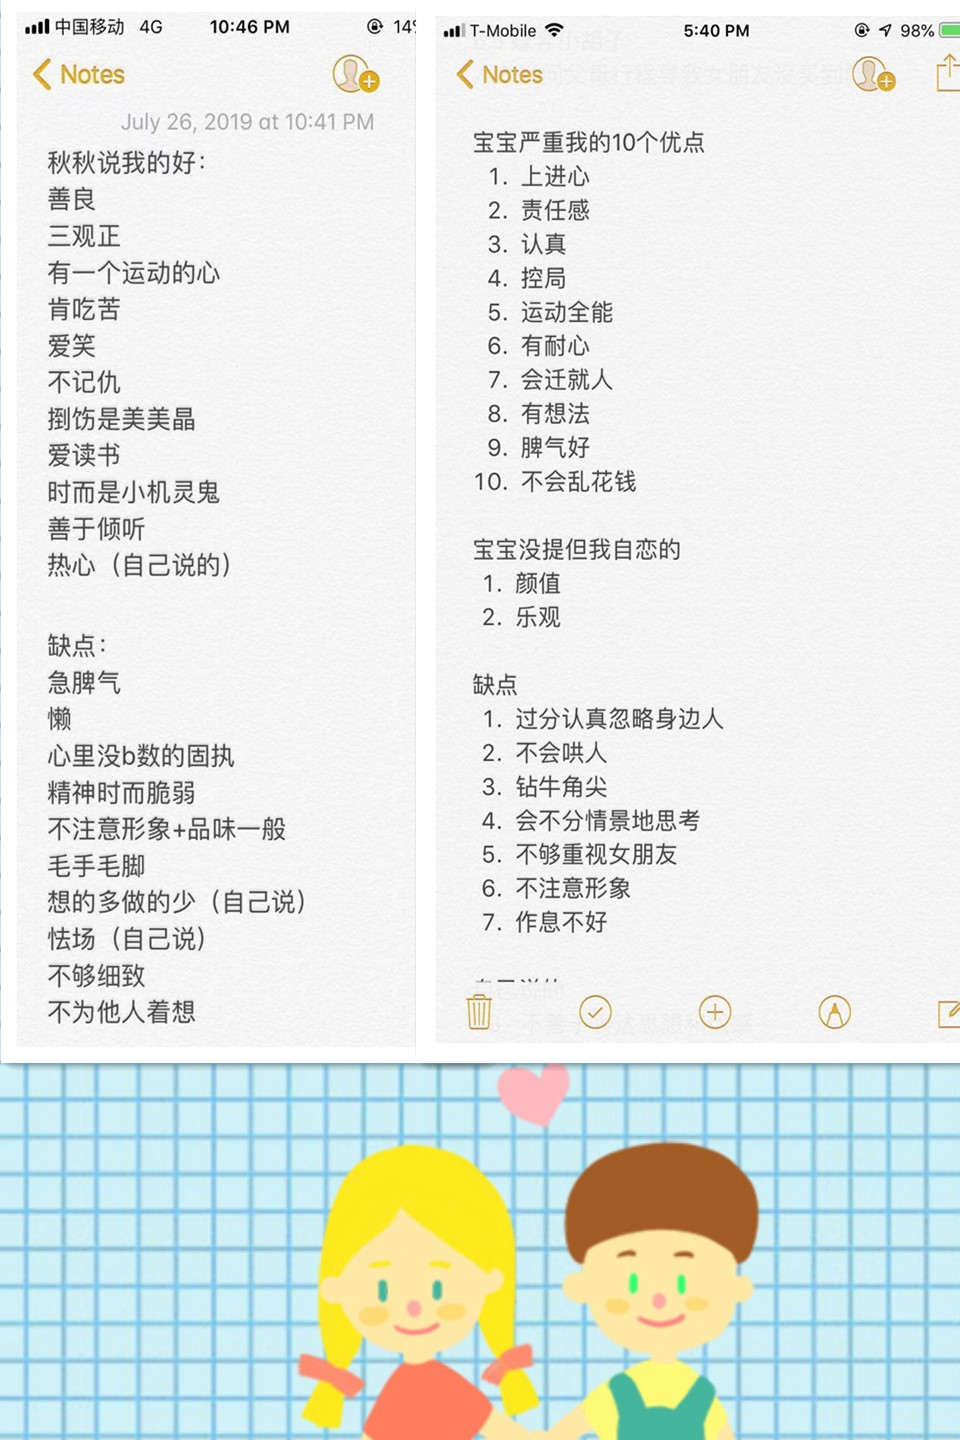 中国移动 4G 10:46 PM 14%
Notes
July 26, 2019 at 10:41 PM
秋秋说我的好：
善良
三观正
有一个运动的心
肯吃苦
爱笑
不记仇
捯饬是美美晶
爱读书
时而是小机灵鬼
善于倾听
热心（自己说的）
缺点：
急脾气
懒
心里没b数的固执
精神时而脆弱
不注意形象+品味一般
毛手毛脚
想的多做的少（自己说）
怯场（自己说）
不够细致
不为他人着想
T-Mobile 5:40 PM 98%
Notes
宝宝严重我的10个优点
1. 上进心
2. 责任感
3. 认真
4. 控局
5. 运动全能
6. 有耐心
7. 会迁就人
8. 有想法
9. 脾气好
10. 不会乱花钱
宝宝没提但我自恋的
1. 颜值
2. 乐观
缺点
1. 过分认真忽略身边人
2. 不会哄人
3. 钻牛角尖
4. 会不分情景地思考
5. 不够重视女朋友
6. 不注意形象
7. 作息不好